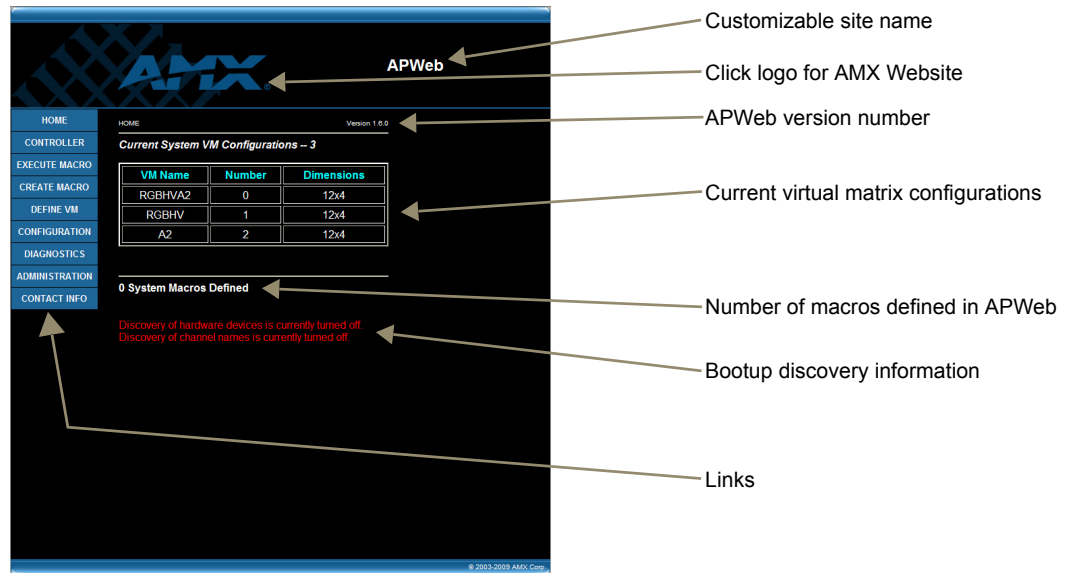 Customizable site name
APWeb
AMX
®
Click logo for AMX Website
HOME
CONTROLLER
EXECUTE MACRO
CREATE MACRO
DEFINE VM
CONFIGURATION
DIAGNOSTICS
ADMINISTRATION
CONTACT INFO
HOME Version 1.6.0
APWeb version number
Current System VM Configurations -- 3
VM Name Number Dimensions
RGBHVA2 0 12x4
RGBHV 1 12x4
A2 2 12x4
Current virtual matrix configurations
0 System Macros Defined
Number of macros defined in APWeb
Discovery of hardware devices is currently turned off.
Discovery of channel names is currently turned off.
Bootup discovery information
Links
© 2003-2009 AMX Corp.